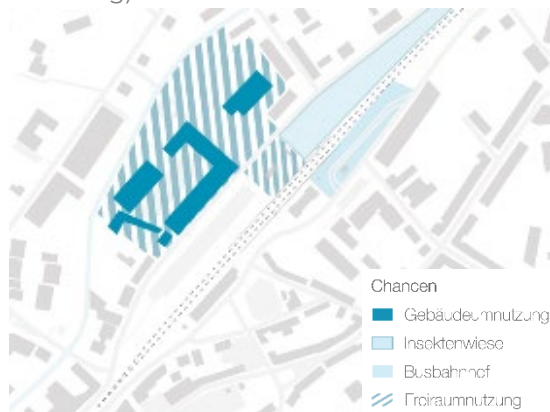 Chancen
Gebäudeumnutzung
Insektenwiese
Busbahnhof
Freiraumnutzung